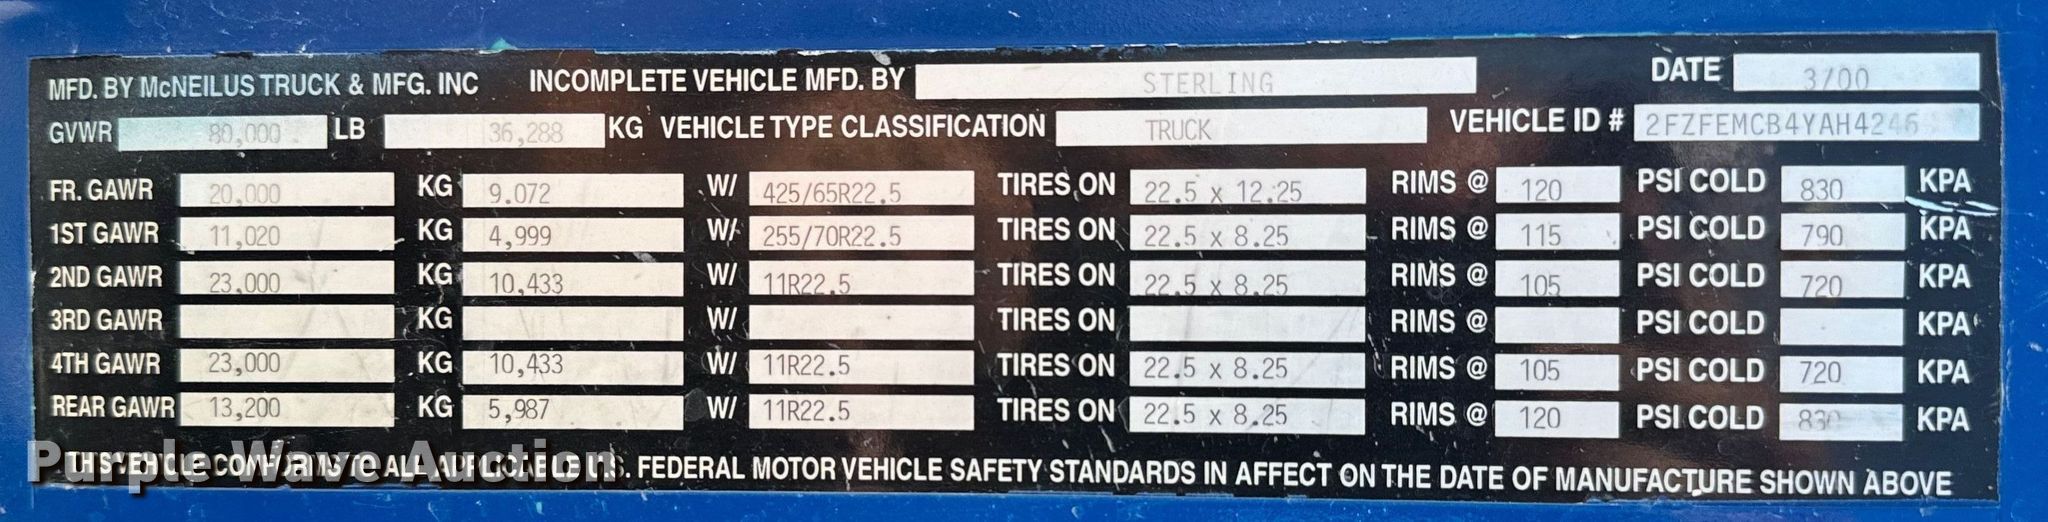 MFD. BY McNEILUS TRUCK & MFG. INC INCOMPLETE VEHICLE MFD. BY STERLING DATE 3/00
GVWR 80,000 LB 36,288 KG VEHICLE TYPE CLASSIFICATION TRUCK VEHICLE ID # 2FZFEMCB4YAH4246
FR. GAWR 20,000 KG 9.072 W/ 425/65R22.5 TIRES ON 22.5 x 12.25 RIMS @ 120 PSI COLD 830 KPA
1ST GAWR 11,020 KG 4,999 W/ 255/70R22.5 TIRES ON 22.5 x 8.25 RIMS @ 115 PSI COLD 790 KPA
2ND GAWR 23,000 KG 10,433 W/ 11R22.5 TIRES ON 22.5 x 8.25 RIMS @ 105 PSI COLD 720 KPA
3RD GAWR KG W/ TIRES ON RIMS @ PSI COLD KPA
4TH GAWR 23,000 KG 10,433 W/ 11R22.5 TIRES ON 22.5 x 8.25 RIMS @ 105 PSI COLD 720 KPA
REAR GAWR 13,200 KG 5,987 W/ 11R22.5 TIRES ON 22.5 x 8.25 RIMS @ 120 PSI COLD 830 KPA
THIS VEHICLE CONFORMS TO ALL APPLICABLE U.S. FEDERAL MOTOR VEHICLE SAFETY STANDARDS IN AFFECT ON THE DATE OF MANUFACTURE SHOWN ABOVE
Purple Wave Auction